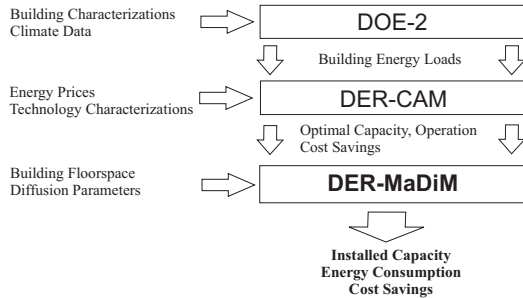 Building Characterizations
Climate Data
DOE-2
Building Energy Loads
Energy Prices
Technology Characterizations
DER-CAM
Optimal Capacity, Operation
Cost Savings
Building Floorspace
Diffusion Parameters
DER-MaDiM
Installed Capacity
Energy Consumption
Cost Savings